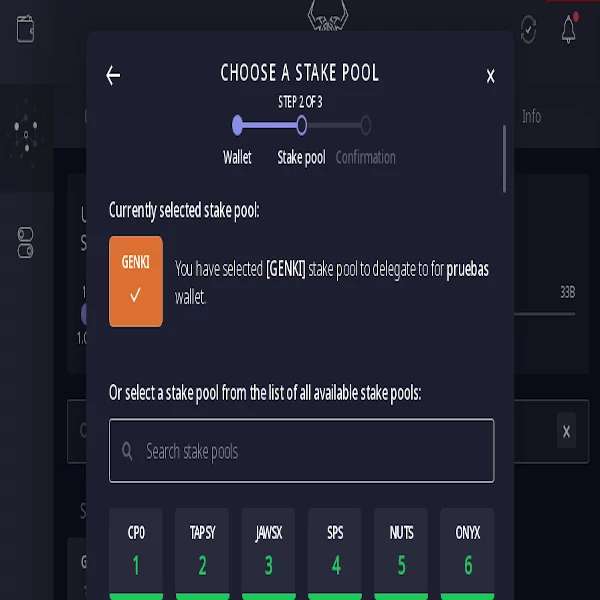 CHOOSE A STAKE POOL
STEP 2 OF 3
Wallet Stake pool Confirmation
Info
Currently selected stake pool:
GENKI
You have selected [GENKI] stake pool to delegate to for pruebas
wallet.
33B
Or select a stake pool from the list of all available stake pools:
Search stake pools
CP0 TAPSY JAWSX SPS NUTS ONYX
1 2 3 4 5 6